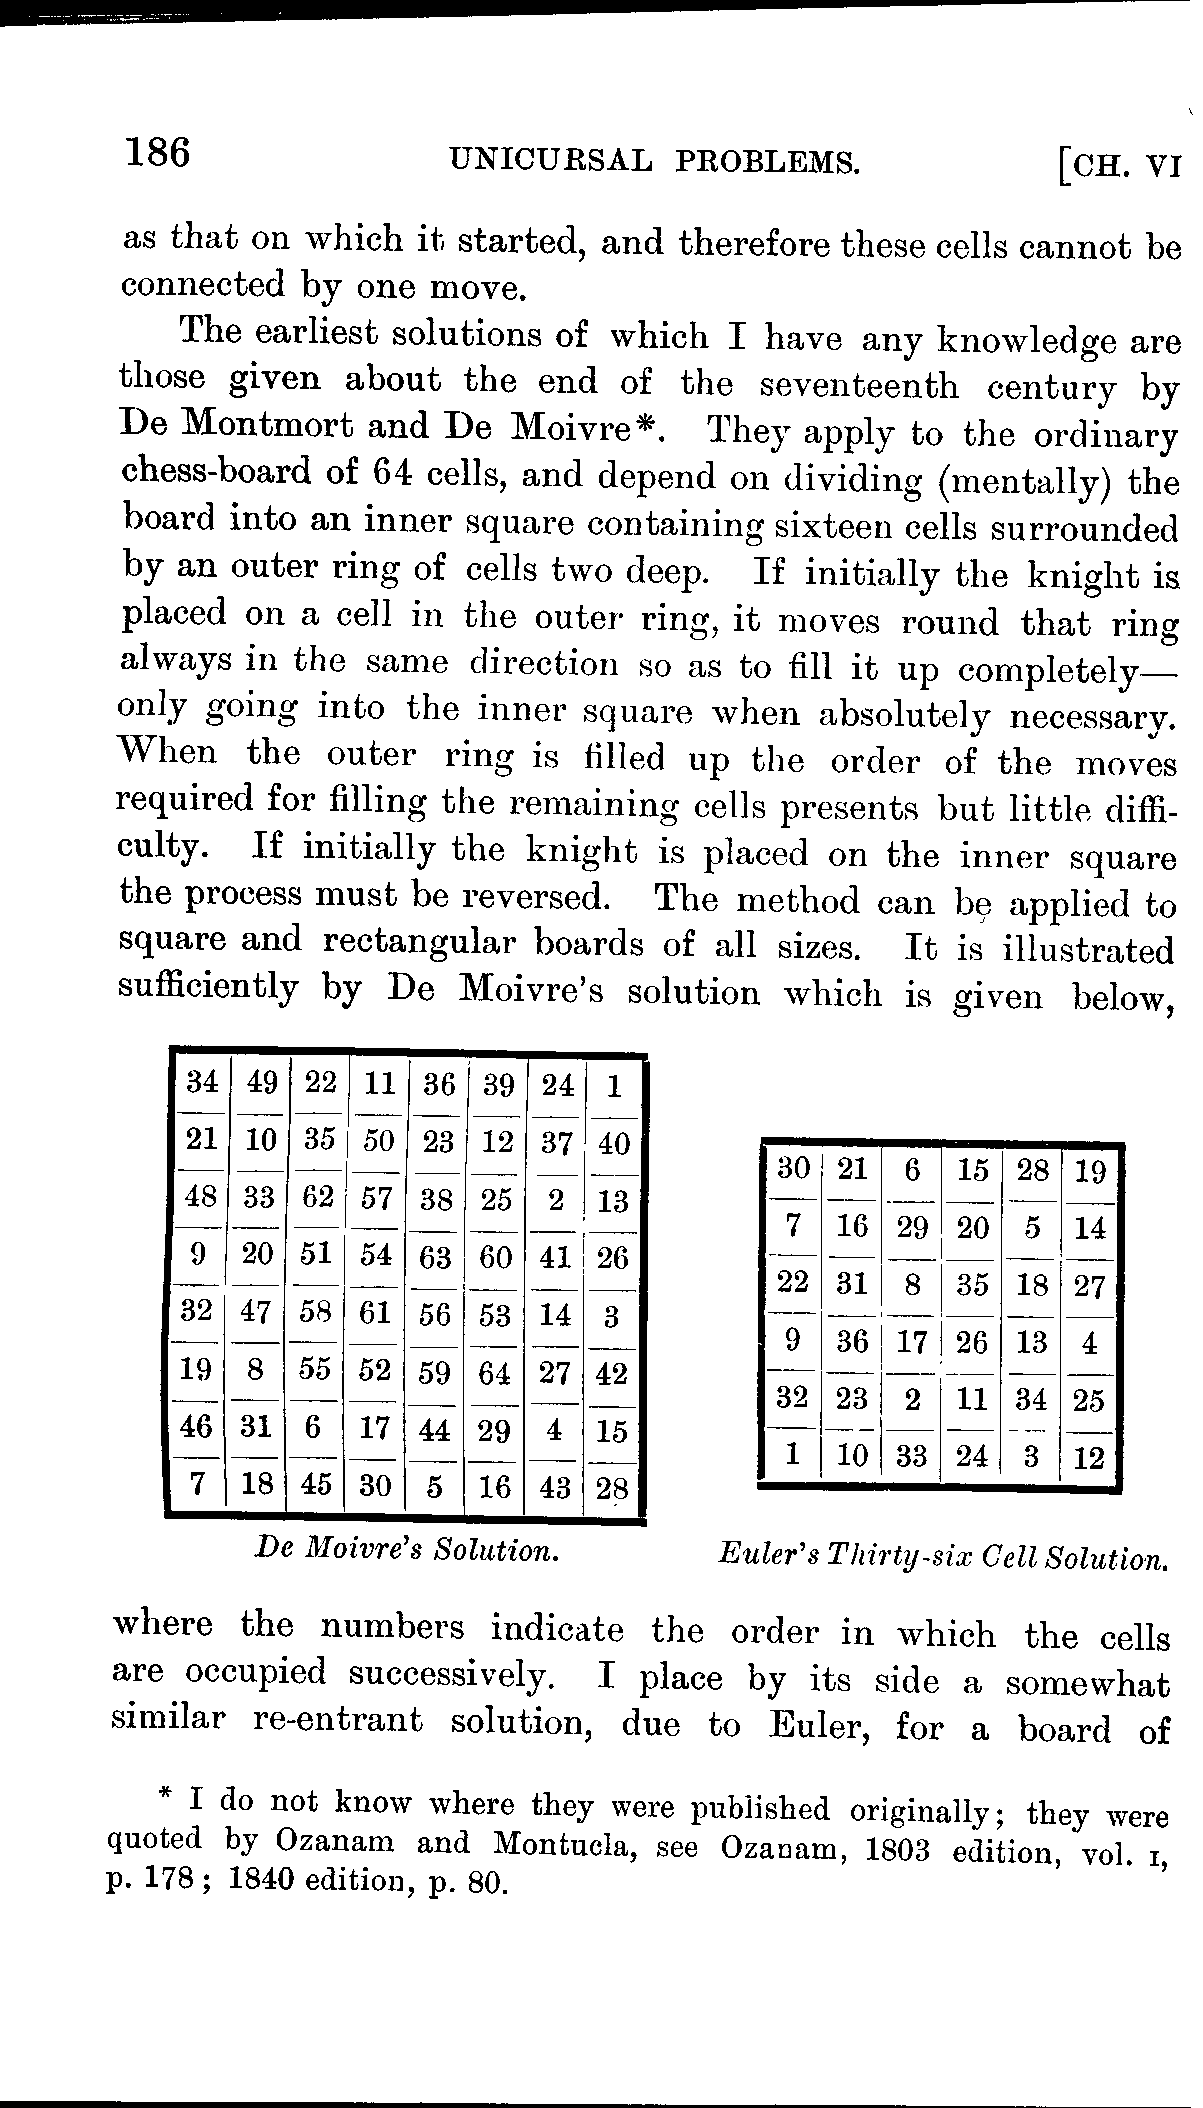 186 UNICURSAL PROBLEMS. [CH. VI
as that on which it started, and therefore these cells cannot be
connected by one move.
The earliest solutions of which I have any knowledge are
those given about the end of the seventeenth century by
De Montmort and De Moivre*. They apply to the ordinary
chess-board of 64 cells, and depend on dividing (mentally) the
board into an inner square containing sixteen cells surrounded
by an outer ring of cells two deep. If initially the knight is
placed on a cell in the outer ring, it moves round that ring
always in the same direction so as to fill it up completely—
only going into the inner square when absolutely necessary.
When the outer ring is filled up the order of the moves
required for filling the remaining cells presents but little diffi-
culty. If initially the knight is placed on the inner square
the process must be reversed. The method can be applied to
square and rectangular boards of all sizes. It is illustrated
sufficiently by De Moivre's solution which is given below,
34 49 22 11 36 39 24 1
21 10 35 50 23 12 37 40
48 33 62 57 38 25 2 13
9 20 51 54 63 60 41 26
32 47 58 61 56 53 14 3
19 8 55 52 59 64 27 42
46 31 6 17 44 29 4 15
7 18 45 30 5 16 43 28
De Moivre's Solution.
30 21 6 15 28 19
7 16 29 20 5 14
22 31 8 35 18 27
9 36 17 26 13 4
32 23 2 11 34 25
1 10 33 24 3 12
Euler's Thirty-six Cell Solution.
where the numbers indicate the order in which the cells
are occupied successively. I place by its side a somewhat
similar re-entrant solution, due to Euler, for a board of
* I do not know where they were published originally; they were
quoted by Ozanam and Montucla, see Ozanam, 1803 edition, vol. I,
p. 178; 1840 edition, p. 80.